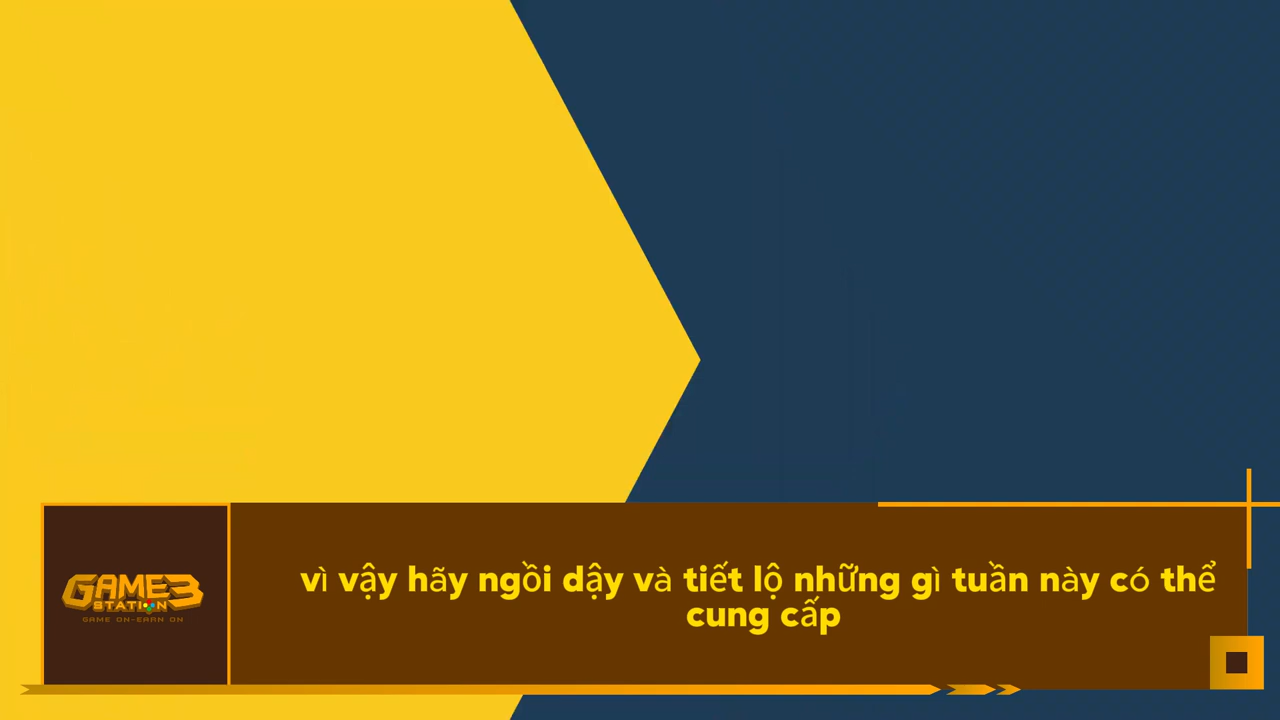 GAME3
STATION
GAME ON-EARN ON
vì vậy hãy ngồi dậy và tiết lộ những gì tuần này có thể
cung cấp